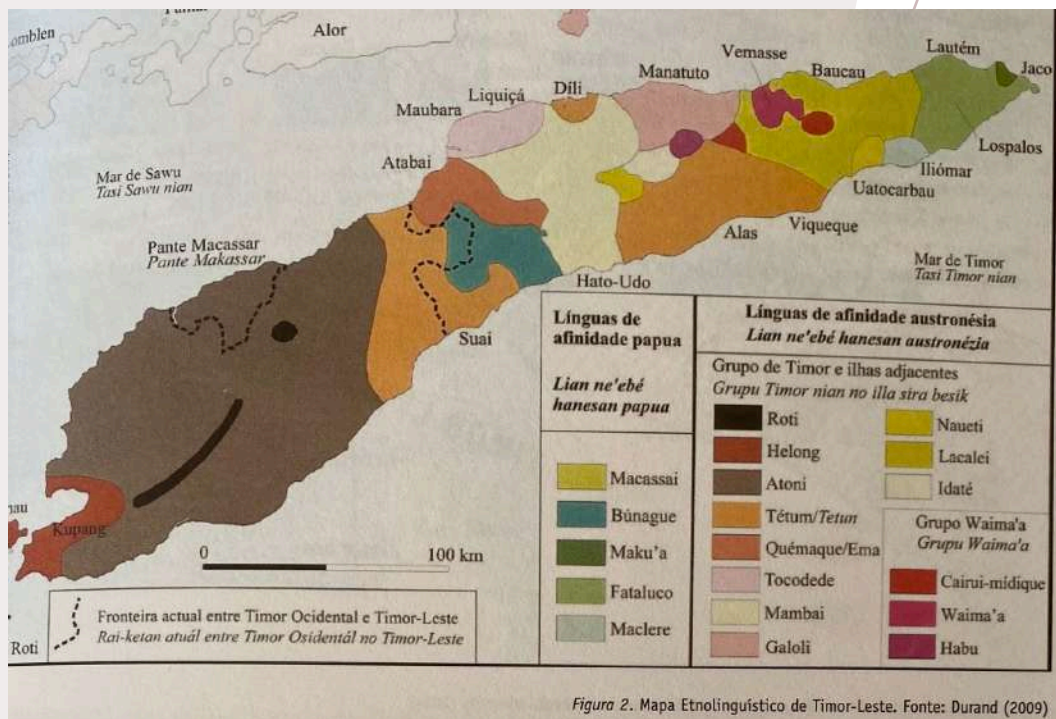 Alor
Vemasse
Lautém
Baucau
Jaco
Manatuto
Díli
Liquiçá
Maubara
Atabai
Lospalos
Iliómar
Uatocarbau
Viqueque
Alas
Mar de Sawu
Tasi Sawu nian
Pante Macassar
Pante Makassar
Mar de Timor
Tasi Timor nian
Hato-Udo
Suai
Kupang
Roti
0 100 km
Fronteira actual entre Timor Ocidental e Timor-Leste
Rai-ketan atuál entre Timor Osidentál no Timor-Leste
Línguas de
afinidade papua
Lian ne'ebé
hanesan papua
Macassai
Búnague
Maku'a
Fataluco
Maclere
Línguas de afinidade austronésia
Lian ne'ebé hanesan austronézia
Grupo de Timor e ilhas adjacentes
Grupu Timor nian no illa sira besik
Roti
Helong
Atoni
Tétum/Tetun
Quémaque/Ema
Tocodede
Mambai
Galoli
Naueti
Lacalei
Idaté
Grupo Waima'a
Grupu Waima'a
Cairui-mídique
Waima'a
Habu
Figura 2. Mapa Etnolinguístico de Timor-Leste. Fonte: Durand (2009)